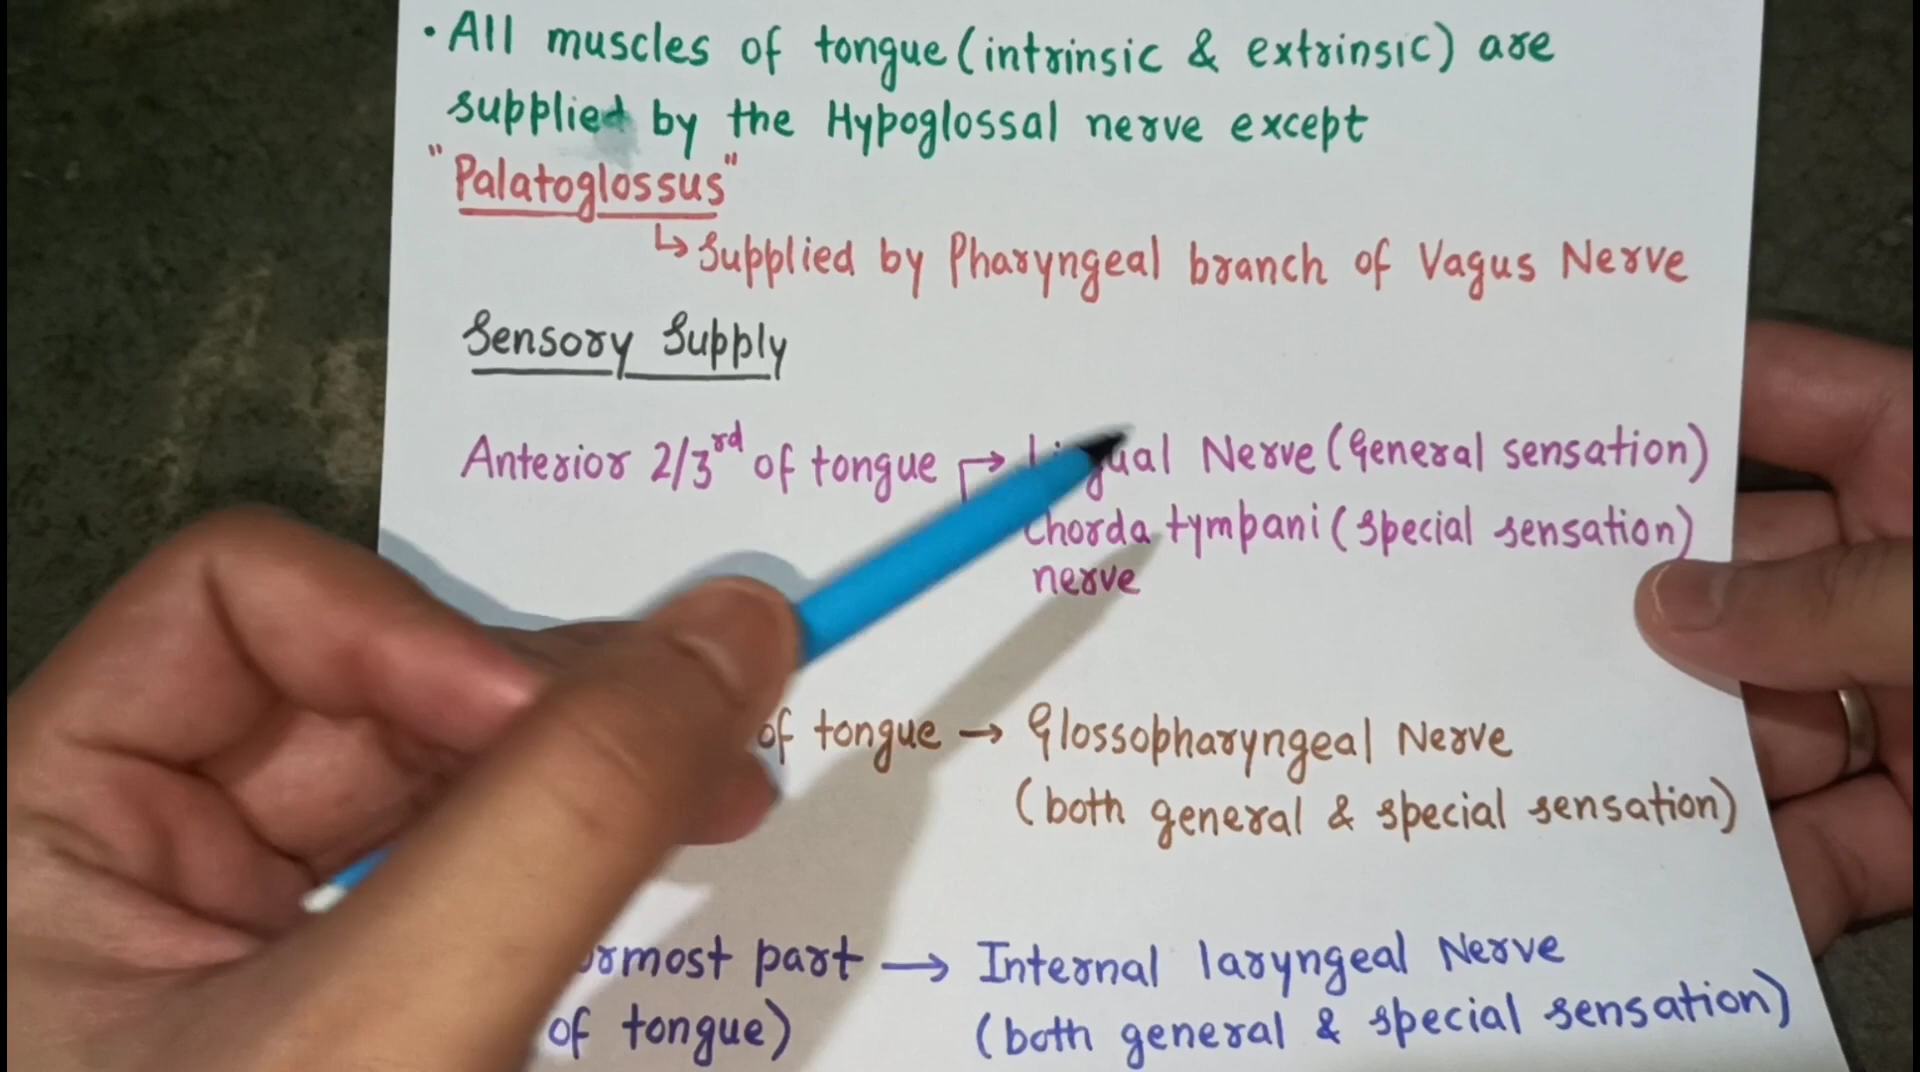 • All muscles of tongue (intrinsic & extrinsic) are
supplied by the Hypoglossal nerve except
"Palatoglossus"
↳ Supplied by Pharyngeal branch of Vagus Nerve
Sensory Supply
Anterior 2/3rd of tongue → Nerve (General sensation)
Chorda tympani (special sensation)
nerve
of tongue → Glossopharyngeal Nerve
(both general & special sensation)
part → Internal laryngeal Nerve
of tongue) (both general & special sensation)